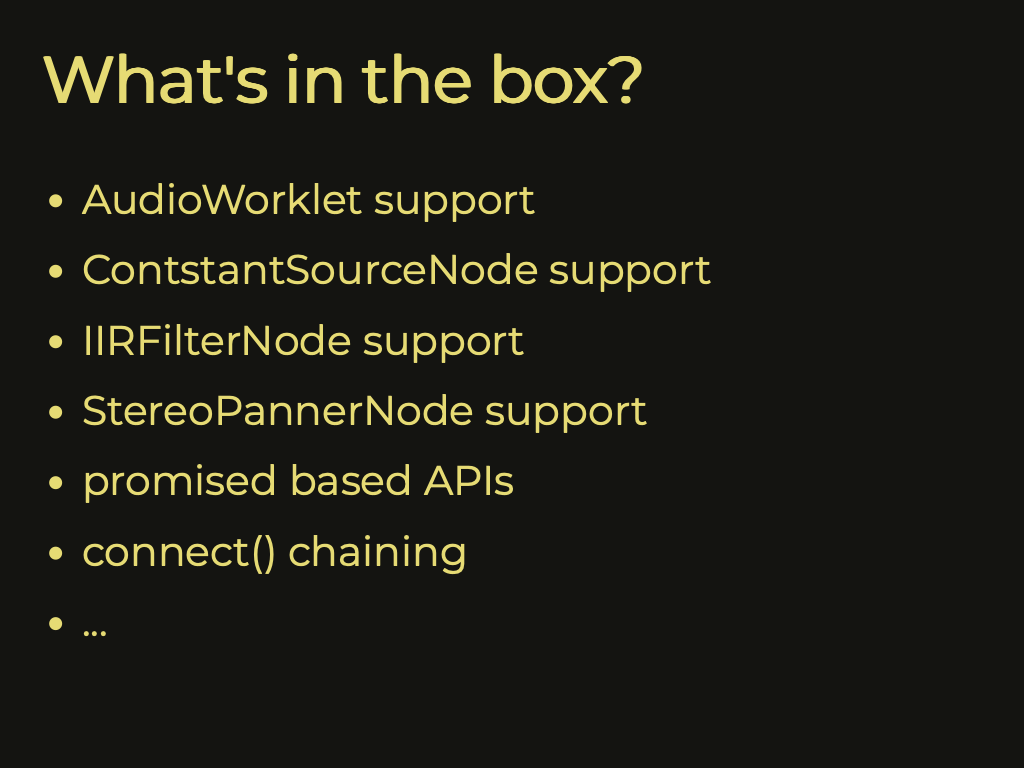 What's in the box?
• AudioWorklet support
• ContstantSourceNode support
• IIRFilterNode support
• StereoPannerNode support
• promised based APIs
• connect() chaining
• ...